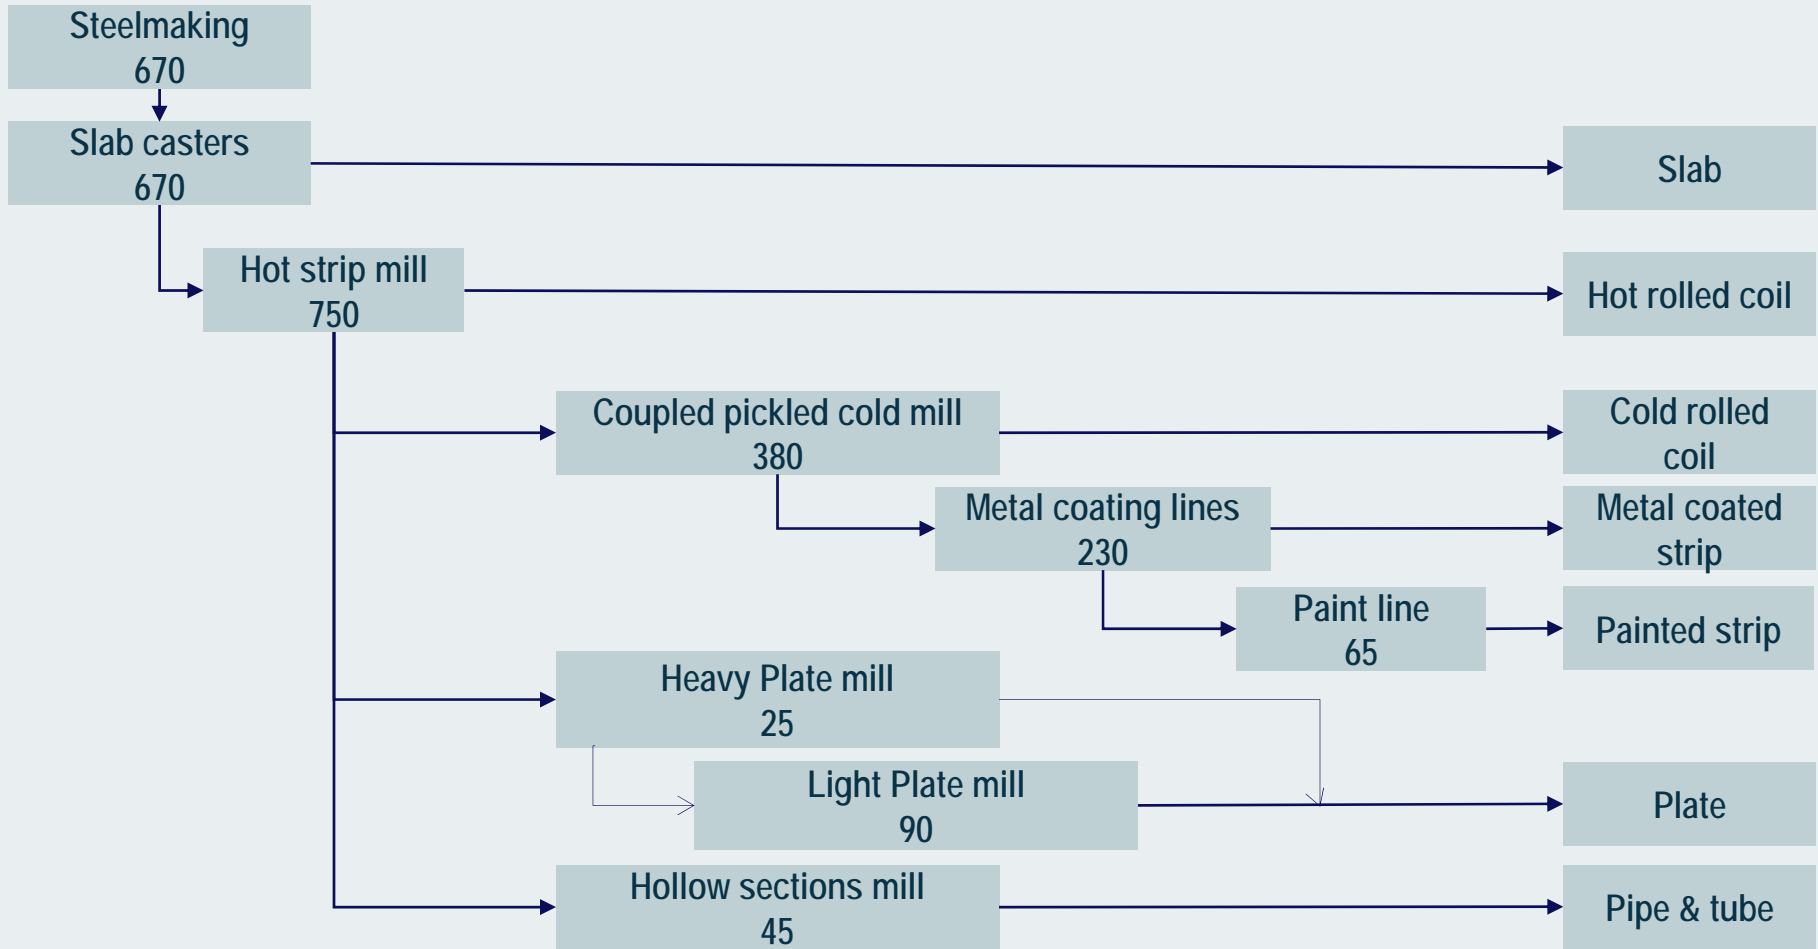 Steelmaking
670
Slab casters
670
Slab
Hot strip mill
750
Hot rolled coil
Coupled pickled cold mill
380
Cold rolled
coil
Metal coating lines
230
Metal coated
strip
Paint line
65
Painted strip
Heavy Plate mill
25
Light Plate mill
90
Plate
Hollow sections mill
45
Pipe & tube